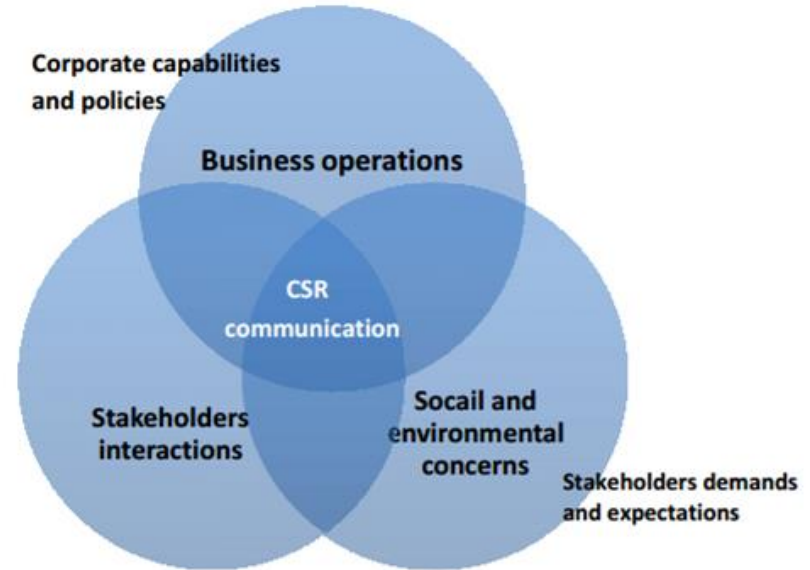 Corporate capabilities
and policies
Business operations
CSR
communication
Stakeholders
interactions
Socail and
environmental
concerns
Stakeholders demands
and expectations